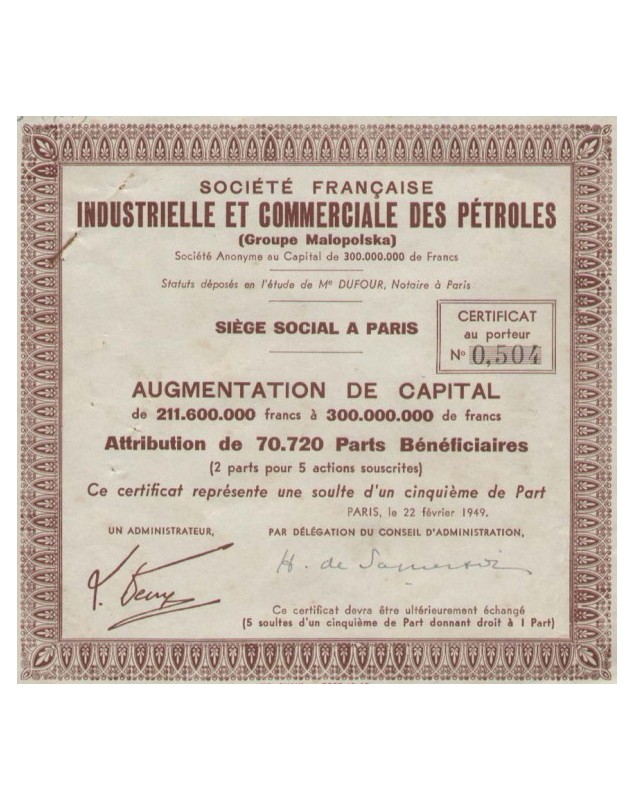 SOCIÉTÉ FRANÇAISE
INDUSTRIELLE ET COMMERCIALE DES PÉTROLES
(Groupe Malopolska)
Société Anonyme au Capital de 300.000.000 de Francs
Statuts déposés en l'étude de Me DUFOUR, Notaire à Paris
SIÈGE SOCIAL A PARIS
CERTIFICAT
au porteur
No 0,504
AUGMENTATION DE CAPITAL
de 211.600.000 francs à 300.000.000 de francs
Attribution de 70.720 Parts Bénéficiaires
(2 parts pour 5 actions souscrites)
Ce certificat représente une soulte d'un cinquième de Part
PARIS, le 22 février 1949.
UN ADMINISTRATEUR,
PAR DÉLÉGATION DU CONSEIL D'ADMINISTRATION,
H. de
Ce certificat devra être ultérieurement échangé
(5 soultes d'un cinquième de Part donnant droit à 1 Part)